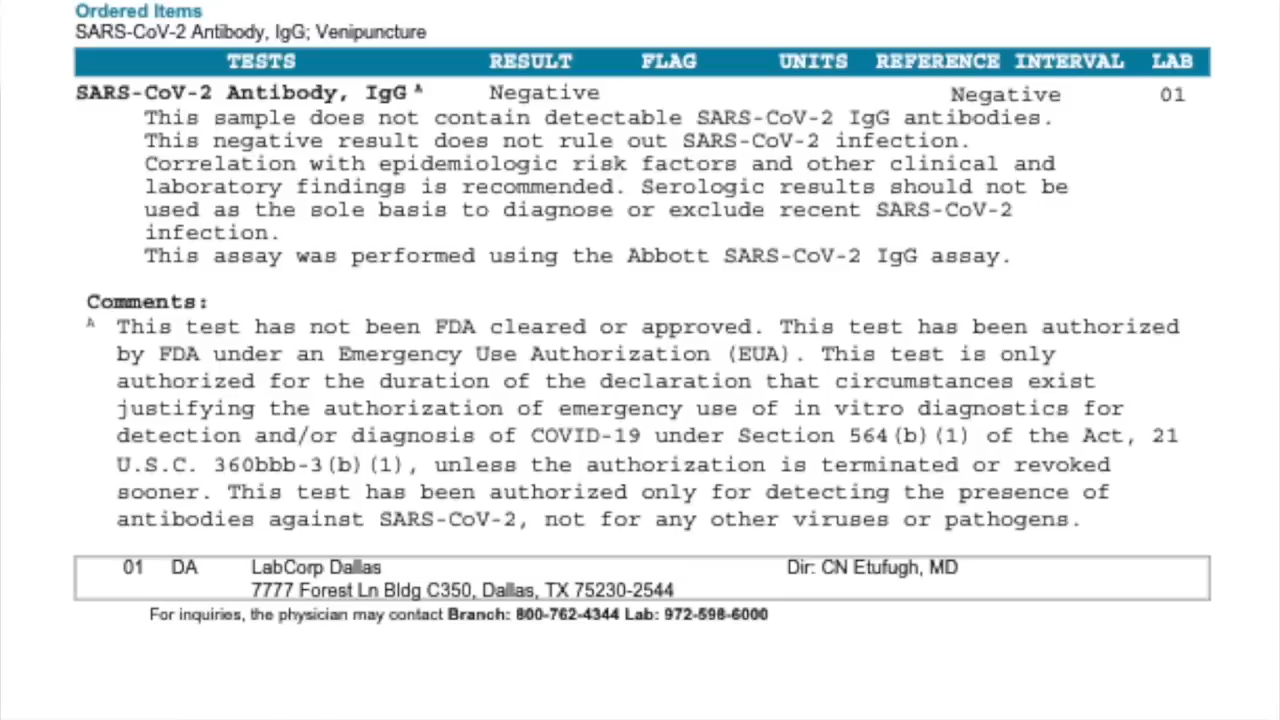 Ordered Items
SARS-CoV-2 Antibody, IgG; Venipuncture
TESTS RESULT FLAG UNITS REFERENCE INTERVAL LAB
SARS-CoV-2 Antibody, IgG A Negative Negative 01
This sample does not contain detectable SARS-CoV-2 IgG antibodies.
This negative result does not rule out SARS-CoV-2 infection.
Correlation with epidemiologic risk factors and other clinical and
laboratory findings is recommended. Serologic results should not be
used as the sole basis to diagnose or exclude recent SARS-CoV-2
infection.
This assay was performed using the Abbott SARS-CoV-2 IgG assay.
Comments:
A This test has not been FDA cleared or approved. This test has been authorized
by FDA under an Emergency Use Authorization (EUA). This test is only
authorized for the duration of the declaration that circumstances exist
justifying the authorization of emergency use of in vitro diagnostics for
detection and/or diagnosis of COVID-19 under Section 564(b)(1) of the Act, 21
U.S.C. 360bbb-3(b)(1), unless the authorization is terminated or revoked
sooner. This test has been authorized only for detecting the presence of
antibodies against SARS-CoV-2, not for any other viruses or pathogens.
01 DA LabCorp Dallas Dir: CN Etufugh, MD
7777 Forest Ln Bldg C350, Dallas, TX 75230-2544
For inquiries, the physician may contact Branch: 800-762-4344 Lab: 972-598-6000